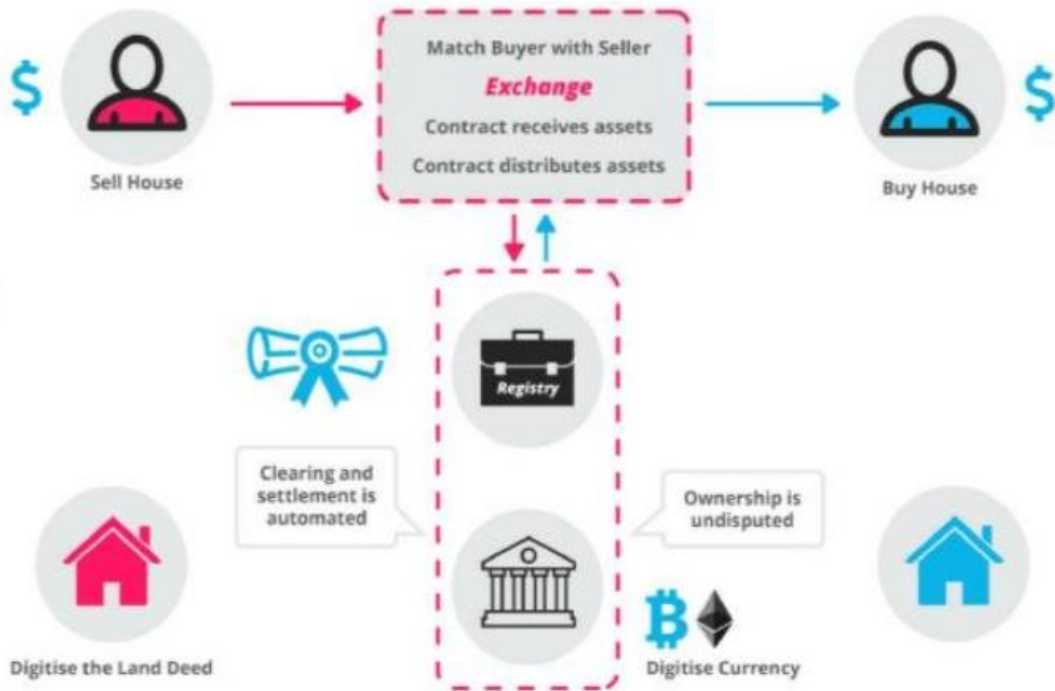 Match Buyer with Seller
Exchange
Contract receives assets
Contract distributes assets
$
Sell House
Buy House
$
Registry
Clearing and
settlement is
automated
Ownership is
undisputed
Digitise the Land Deed
Digitise Currency